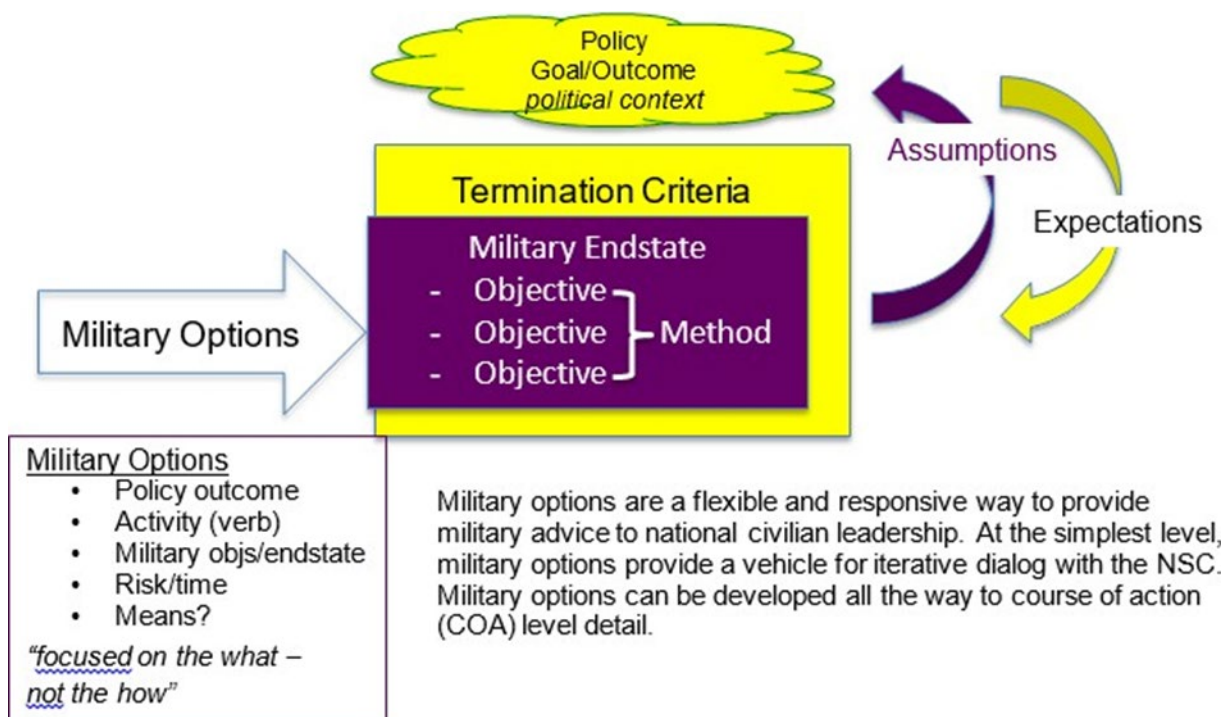 Policy
Goal/Outcome
political context
Assumptions
Expectations
Termination Criteria
Military Endstate
- Objective
- Objective
- Objective
Method
Military Options
Military Options
• Policy outcome
• Activity (verb)
• Military objs/endstate
• Risk/time
• Means?
“focused on the what –
not the how”
Military options are a flexible and responsive way to provide
military advice to national civilian leadership. At the simplest level,
military options provide a vehicle for iterative dialog with the NSC.
Military options can be developed all the way to course of action
(COA) level detail.